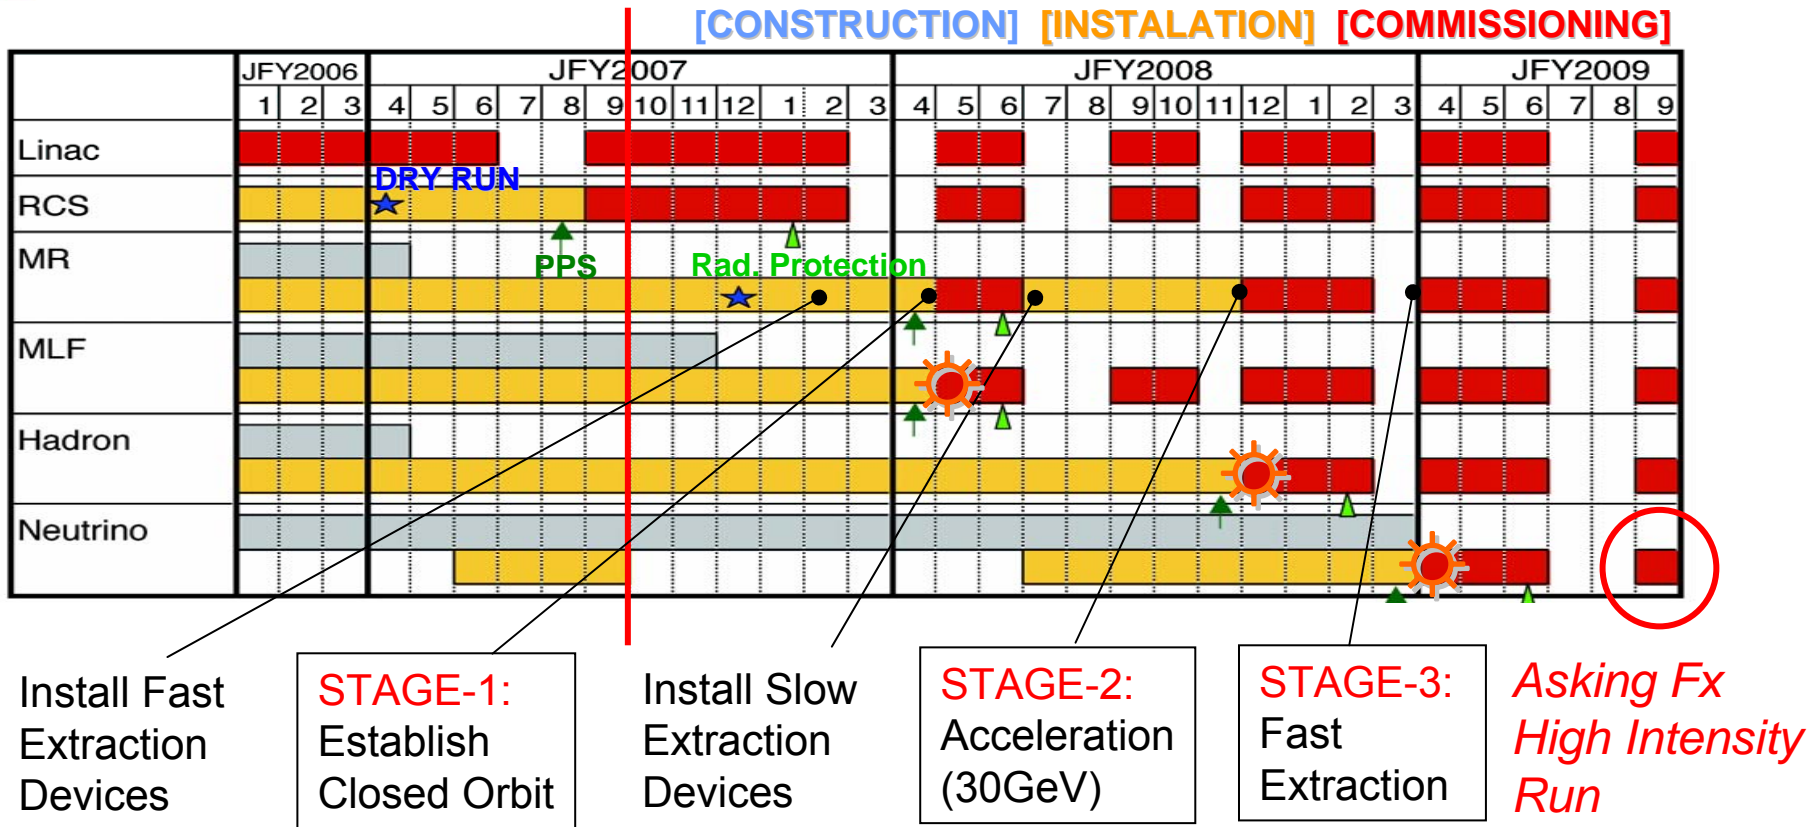 [CONSTRUCTION] [INSTALATION] [COMMISSIONING]
JFY2006 JFY2007 JFY2008 JFY2009
1 2 3 4 5 6 7 8 9 10 11 12 1 2 3 4 5 6 7 8 9 10 11 12 1 2 3 4 5 6 7 8 9
Linac
DRY RUN
RCS
MR
PPS Rad. Protection
MLF
Hadron
Neutrino
Install Fast
Extraction
Devices
STAGE-1:
Establish
Closed Orbit
Install Slow
Extraction
Devices
STAGE-2:
Acceleration
(30GeV)
STAGE-3:
Fast
Extraction
Asking Fx
High Intensity
Run